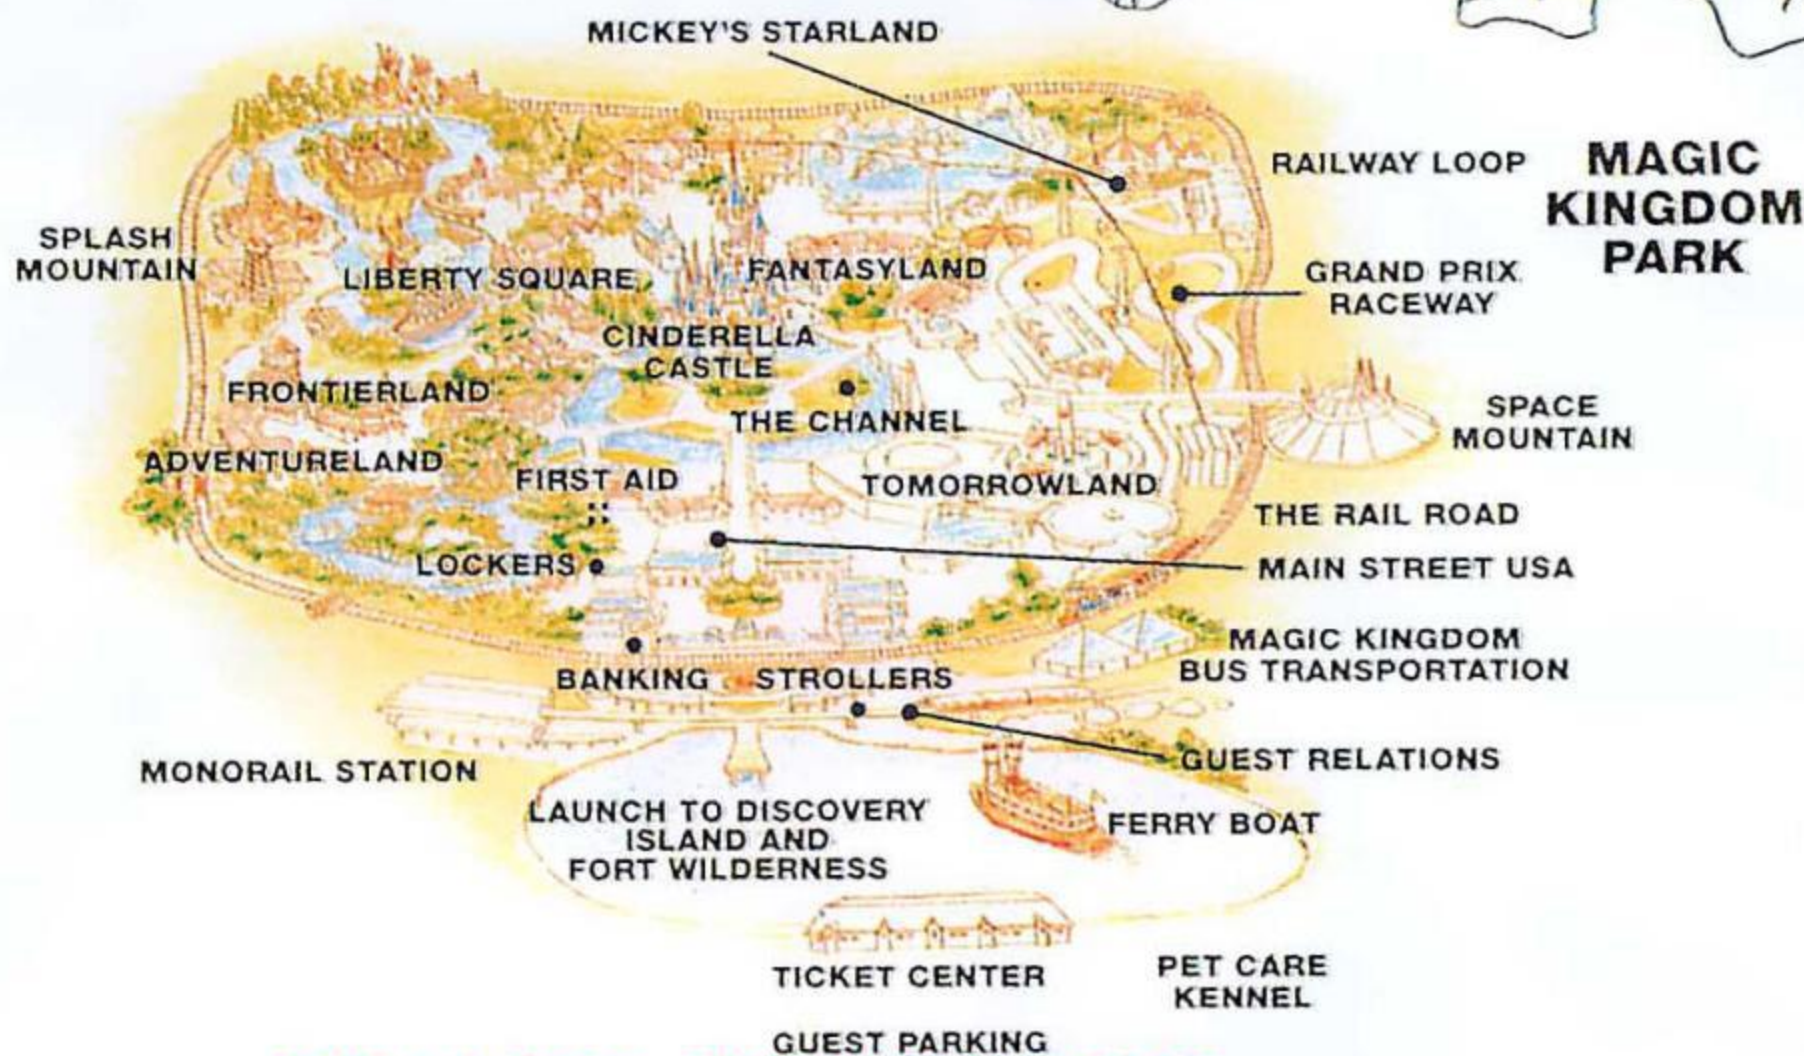 MICKEY'S STARLAND
RAILWAY LOOP
MAGIC
KINGDOM
PARK
SPLASH
MOUNTAIN
LIBERTY SQUARE
FANTASYLAND
GRAND PRIX
RACEWAY
CINDERELLA
CASTLE
FRONTIERLAND
THE CHANNEL
SPACE
MOUNTAIN
ADVENTURELAND
FIRST AID
TOMORROWLAND
THE RAIL ROAD
LOCKERS
MAIN STREET USA
MAGIC KINGDOM
BUS TRANSPORTATION
BANKING
STROLLERS
MONORAIL STATION
GUEST RELATIONS
LAUNCH TO DISCOVERY
ISLAND AND
FORT WILDERNESS
FERRY BOAT
TICKET CENTER
PET CARE
KENNEL
GUEST PARKING